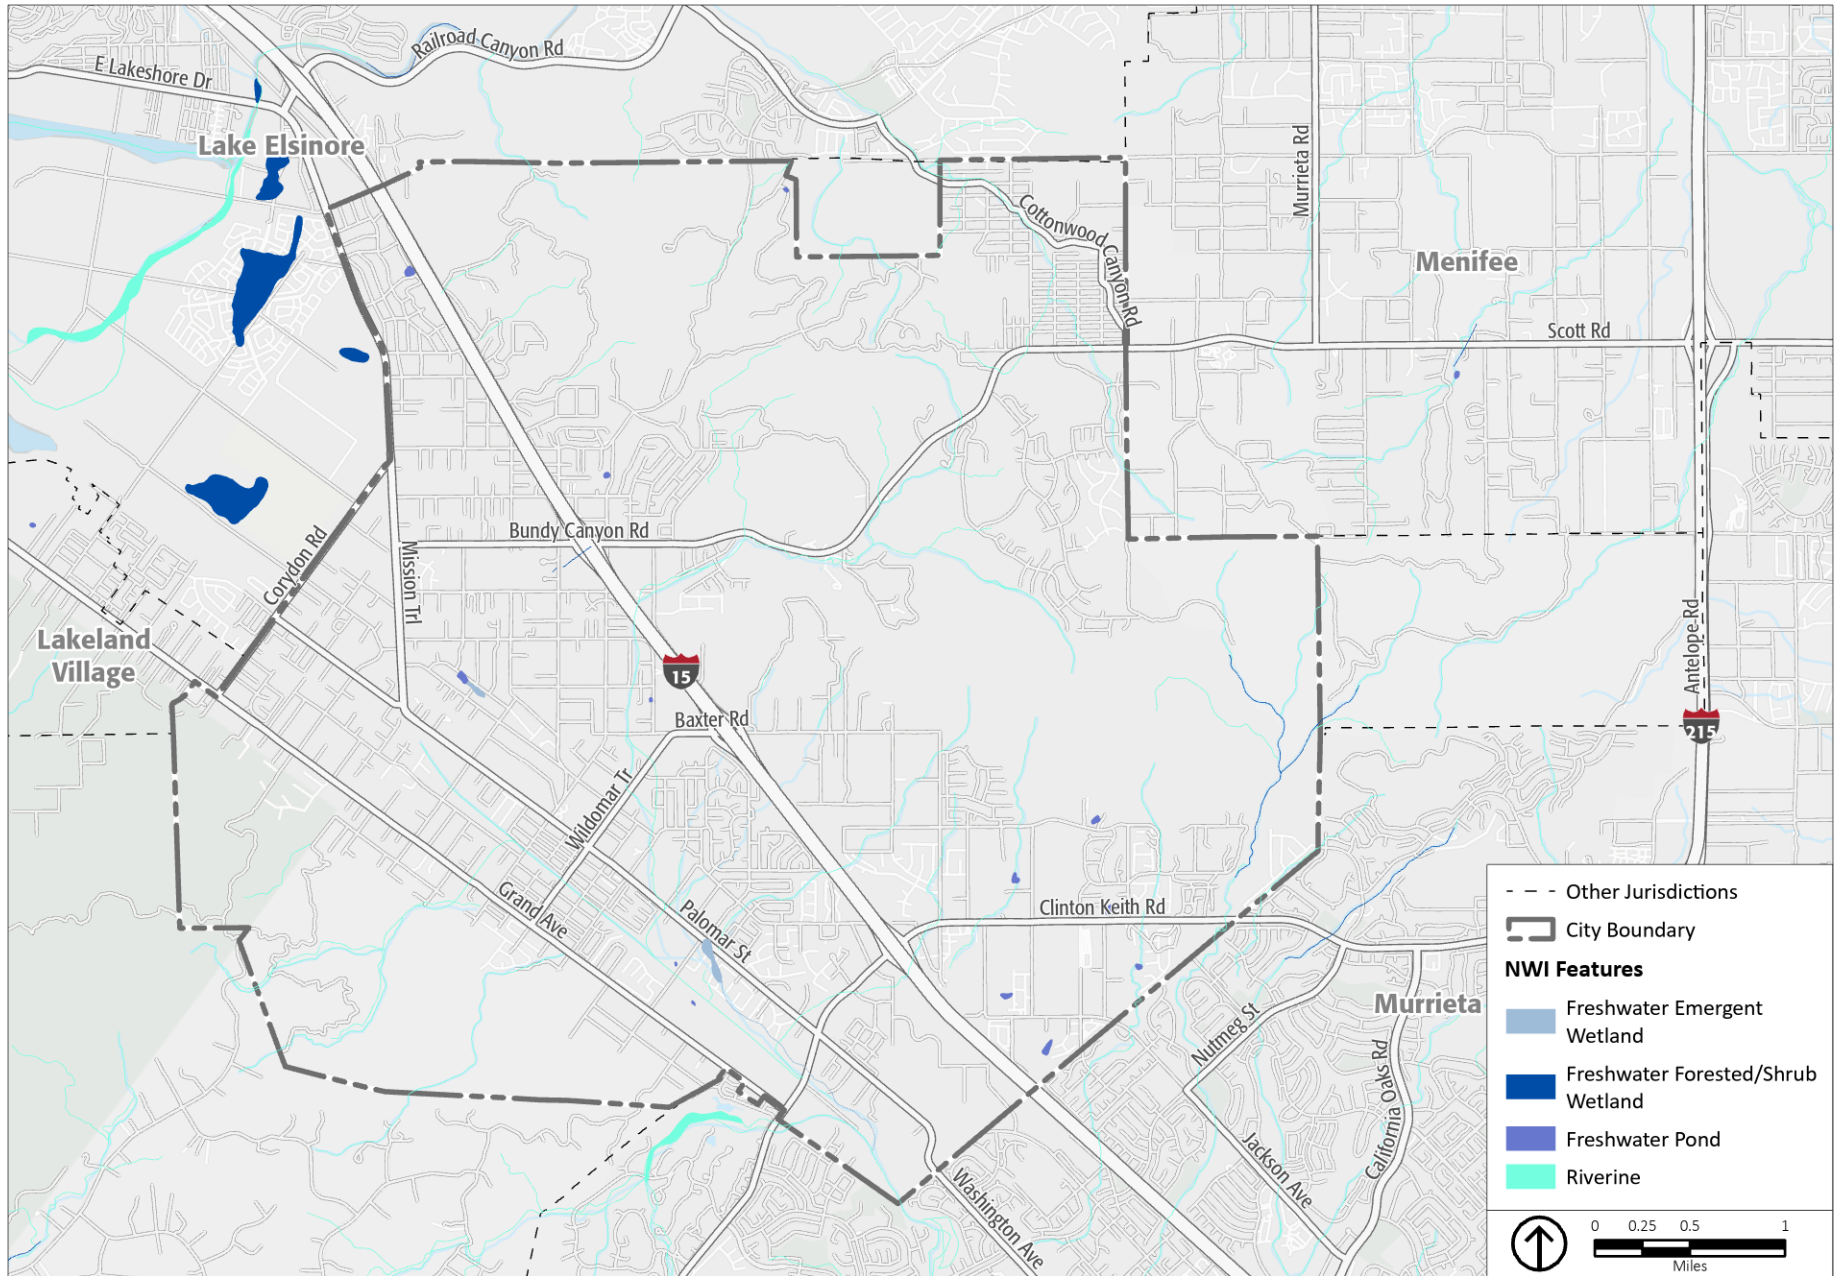 Railroad Canyon Rd
E Lakeshore Dr
Lake Elsinore
Murrieta Rd
Cottonwood Canyon Rd
Menifee
Scott Rd
Bundy Canyon Rd
Corydon Rd
Mission Trl
Lakeland
Village
15
Baxter Rd
Antelope Rd
215
Wildomar Tr
Grand Ave
Palomar St
Clinton Keith Rd
Murrieta
Nutmeg St
California Oaks Rd
Jackson Ave
Washington Ave
Other Jurisdictions
City Boundary
NWI Features
Freshwater Emergent
Wetland
Freshwater Forested/Shrub
Wetland
Freshwater Pond
Riverine
0 0.25 0.5 1
Miles